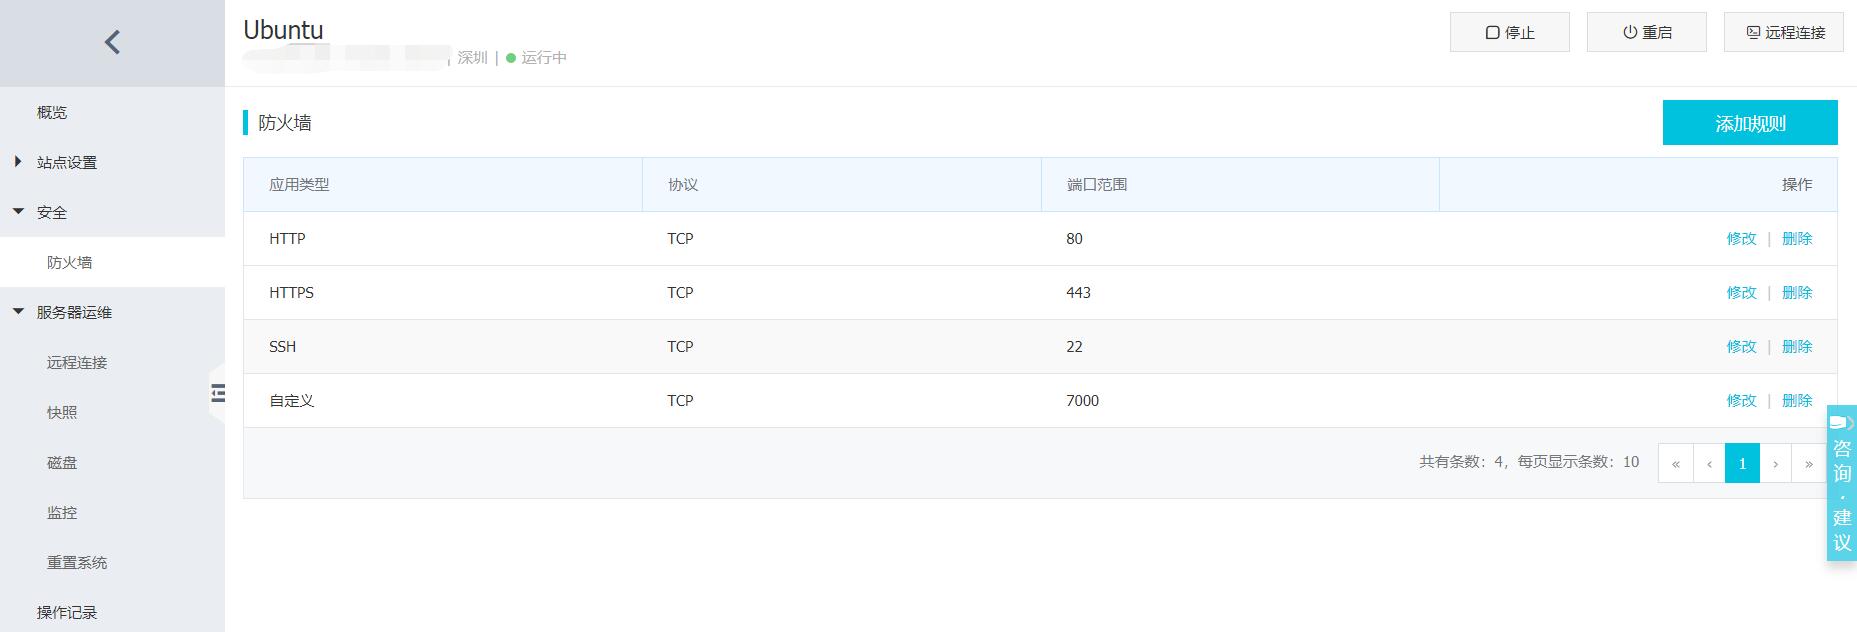 Ubuntu
深圳 | 运行中
停止
重启
远程连接
概览
站点设置
安全
防火墙
服务器运维
远程连接
快照
磁盘
监控
重置系统
操作记录
防火墙
添加规则
应用类型 协议 端口范围 操作
HTTP TCP 80 修改 | 删除
HTTPS TCP 443 修改 | 删除
SSH TCP 22 修改 | 删除
自定义 TCP 7000 修改 | 删除
共有条数：4，每页显示条数：10 « ‹ 1 › »
咨询·建议